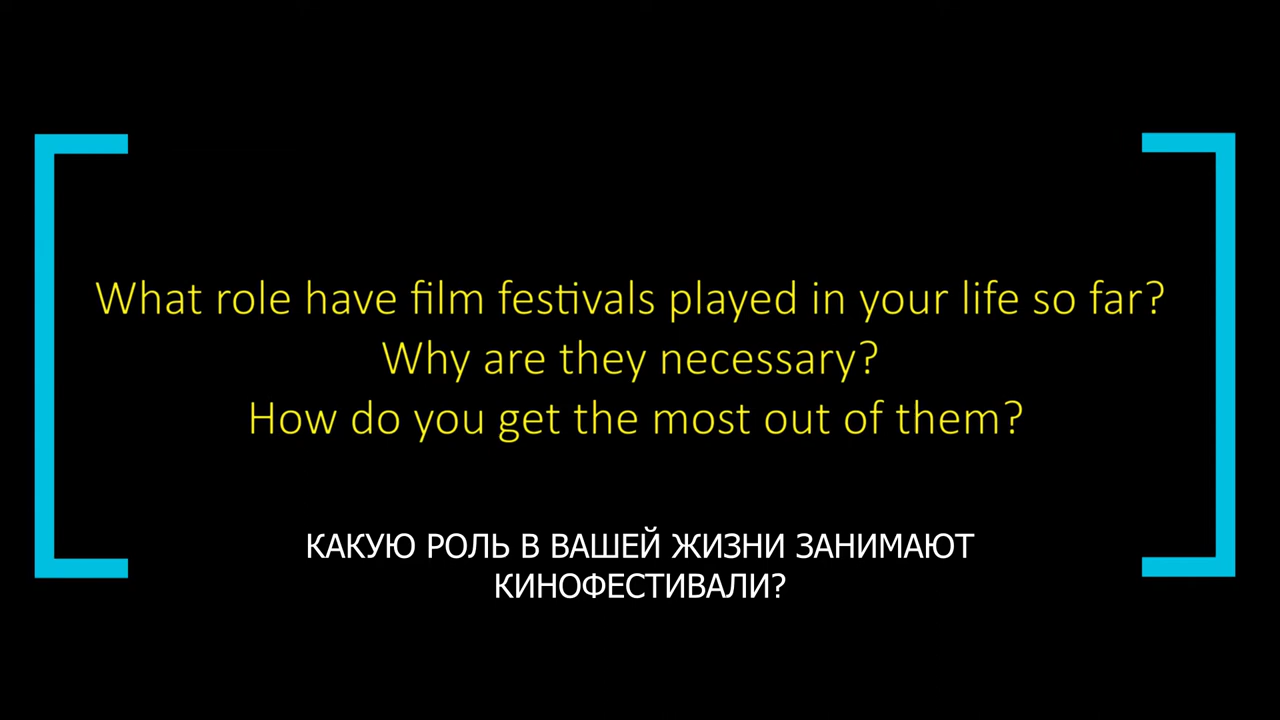 What role have film festivals played in your life so far?
Why are they necessary?
How do you get the most out of them?
КАКУЮ РОЛЬ В ВАШЕЙ ЖИЗНИ ЗАНИМАЮТ
КИНОФЕСТИВАЛИ?